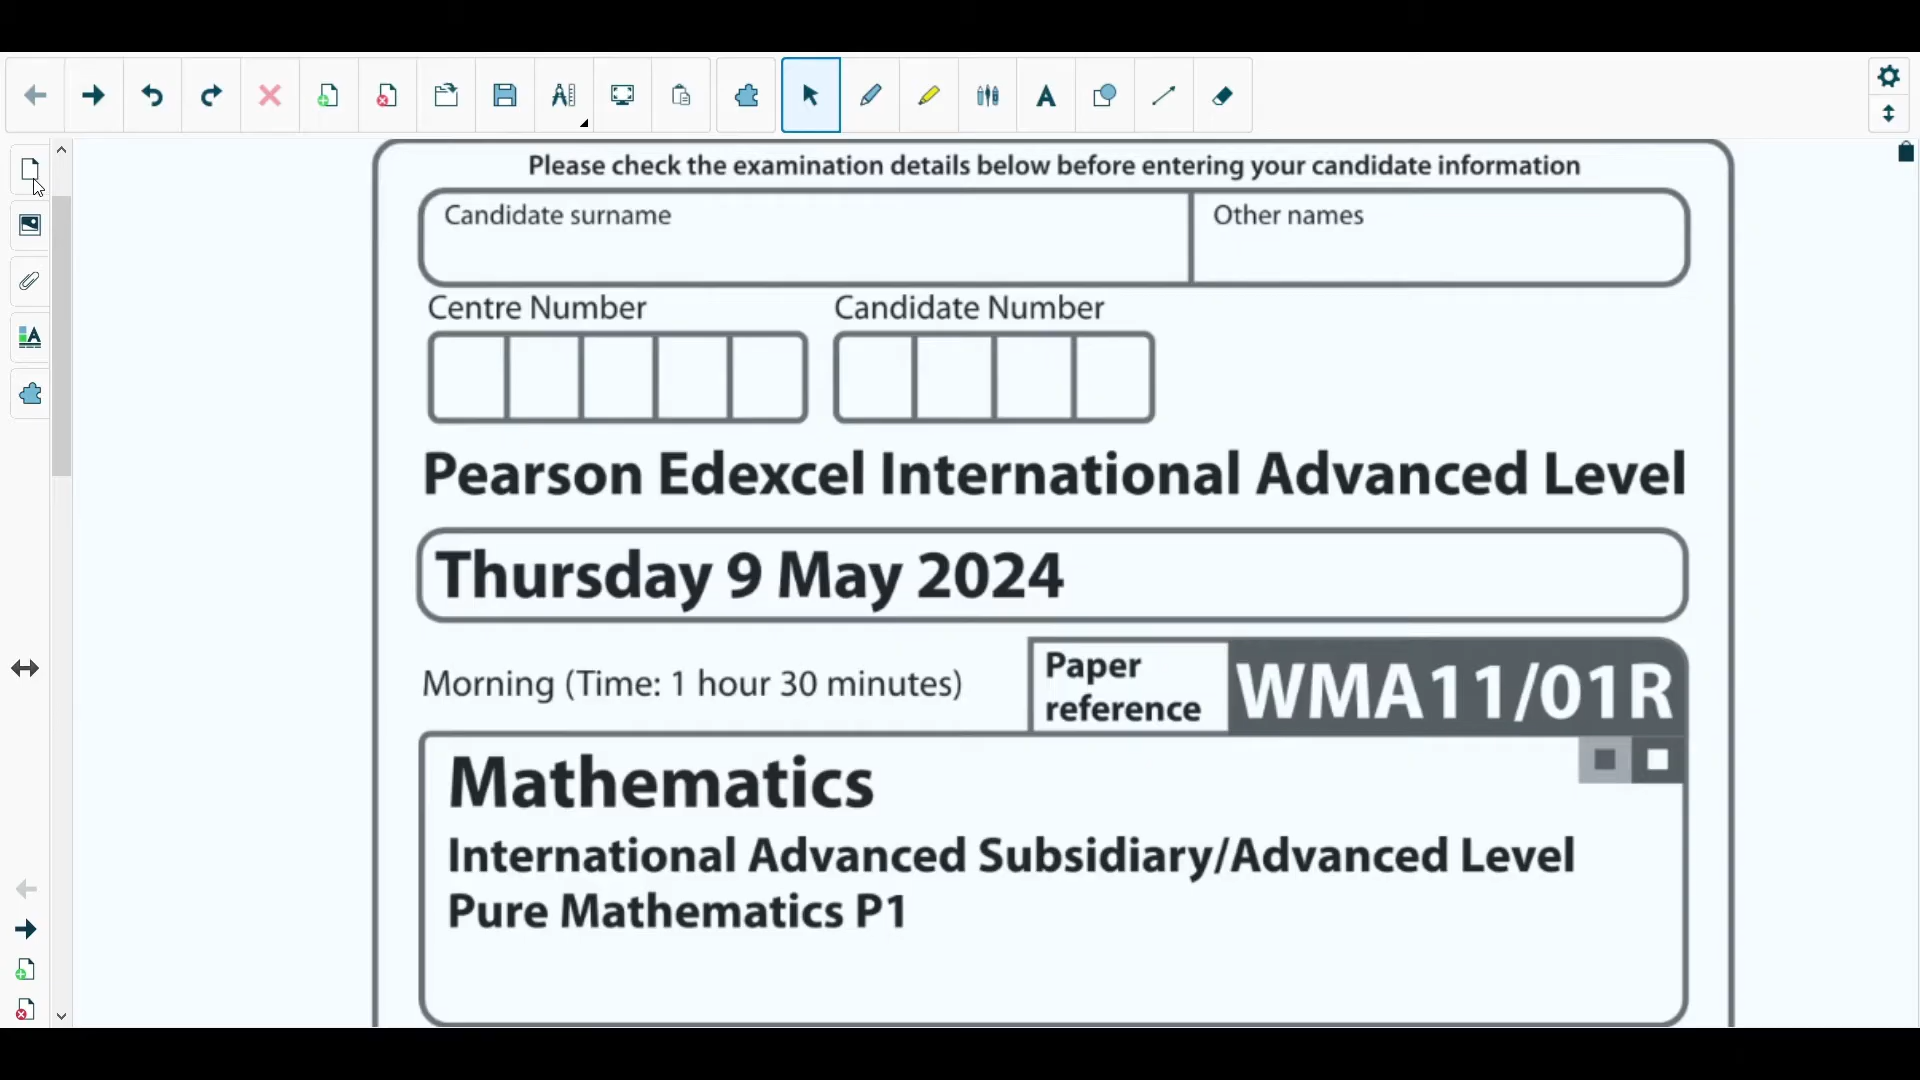 Please check the examination details below before entering your candidate information
Candidate surname
Other names
Centre Number
Candidate Number
Pearson Edexcel International Advanced Level
Thursday 9 May 2024
Morning (Time: 1 hour 30 minutes)
Paper
reference
WMA11/01R
Mathematics
International Advanced Subsidiary/Advanced Level
Pure Mathematics P1